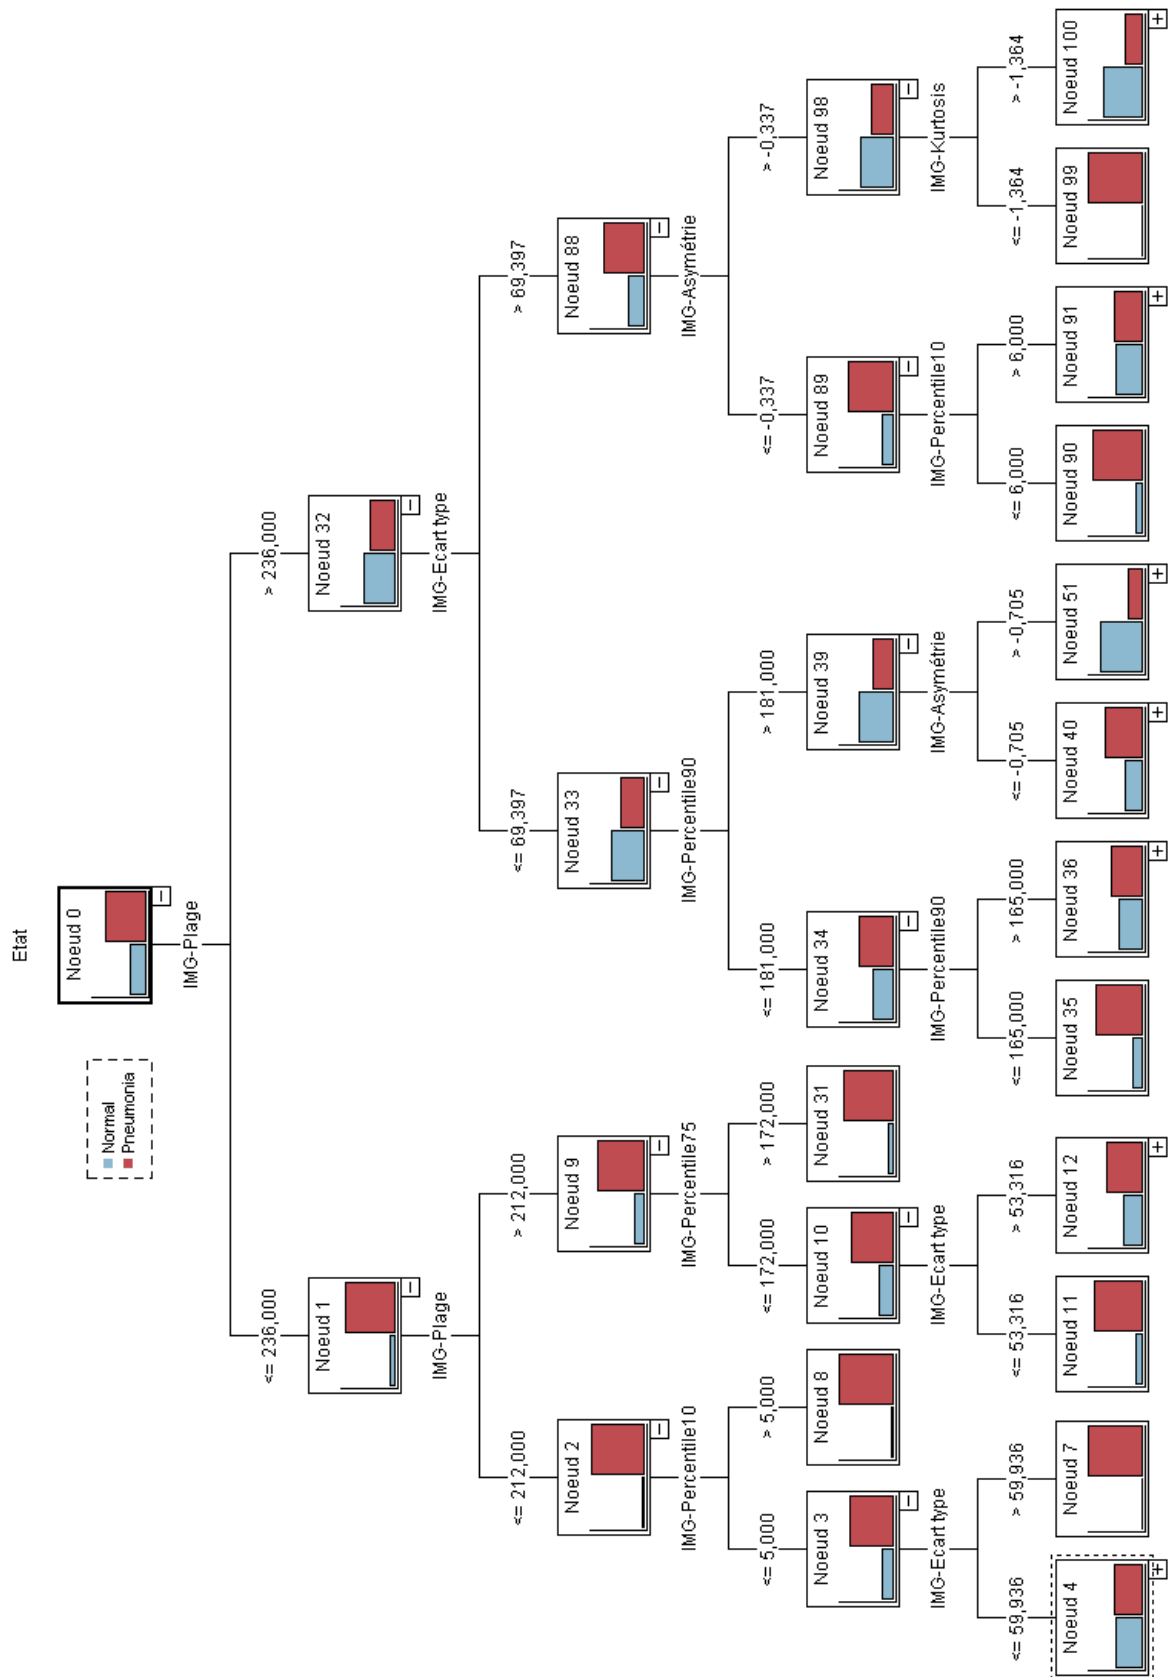 Etat
Normal
Pneumonia
Noeud 0
IMG-Plage
<= 236,000
> 236,000
Noeud 1
Noeud 32
IMG-Plage
IMG-Ecart type
<= 212,000
> 212,000
<= 69,397
> 69,397
Noeud 2
Noeud 9
Noeud 33
Noeud 88
IMG-Percentile10
IMG-Percentile75
IMG-Percentile90
IMG-Asymétrie
<= 5,000
> 5,000
<= 172,000
> 172,000
<= 181,000
> 181,000
<= -0,337
> -0,337
Noeud 3
Noeud 8
Noeud 10
Noeud 31
Noeud 34
Noeud 39
Noeud 89
Noeud 98
IMG-Ecart type
IMG-Ecart type
IMG-Percentile90
IMG-Asymétrie
IMG-Percentile10
IMG-Kurtosis
<= 59,936
> 59,936
<= 53,316
> 53,316
<= 165,000
> 165,000
<= -0,705
> -0,705
<= 6,000
> 6,000
<= -1,364
> -1,364
Noeud 4
Noeud 7
Noeud 11
Noeud 12
Noeud 35
Noeud 36
Noeud 40
Noeud 51
Noeud 90
Noeud 91
Noeud 99
Noeud 100